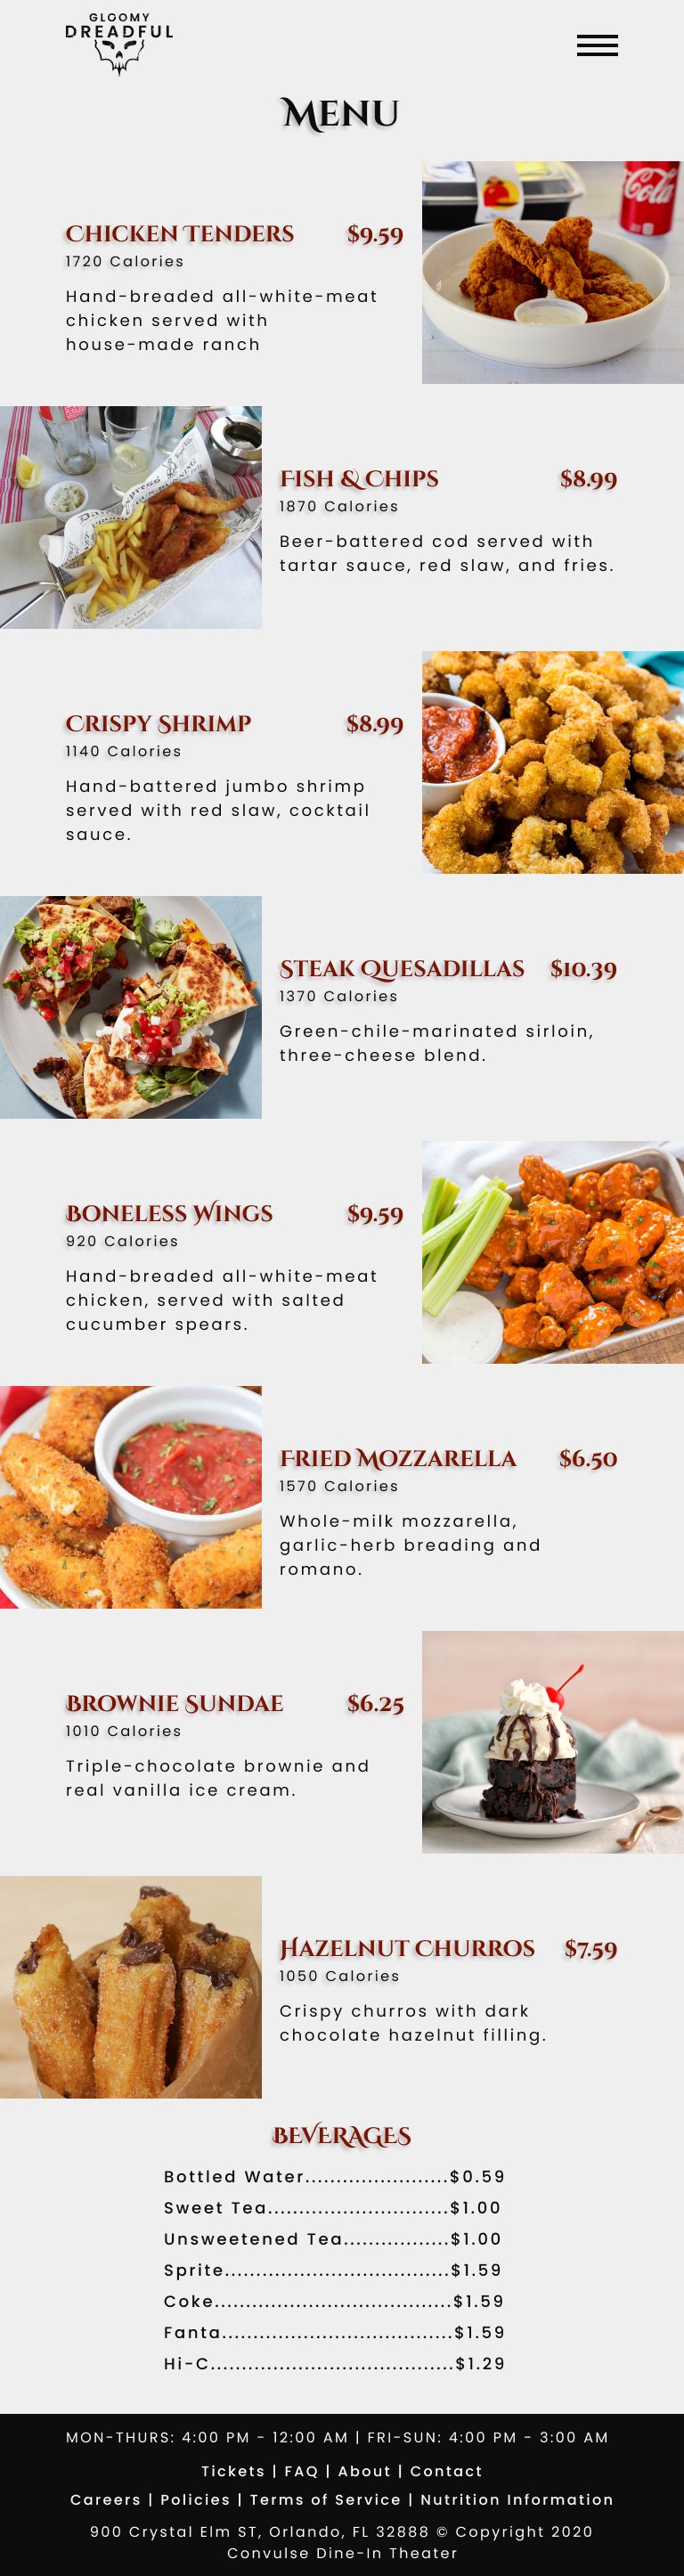 GLOOMY
DREADFUL
Menu
Chicken Tenders $9.59
1720 Calories
Hand-breaded all-white-meat
chicken served with
house-made ranch
Cola
Fish & Chips $8.99
1870 Calories
Beer-battered cod served with
tartar sauce, red slaw, and fries.
Crispy Shrimp $8.99
1140 Calories
Hand-battered jumbo shrimp
served with red slaw, cocktail
sauce.
Steak Quesadillas $10.39
1370 Calories
Green-chile-marinated sirloin,
three-cheese blend.
Boneless Wings $9.59
920 Calories
Hand-breaded all-white-meat
chicken, served with salted
cucumber spears.
Fried Mozzarella $6.50
1570 Calories
Whole-milk mozzarella,
garlic-herb breading and
romano.
Brownie Sundae $6.25
1010 Calories
Triple-chocolate brownie and
real vanilla ice cream.
Hazelnut Churros $7.59
1050 Calories
Crispy churros with dark
chocolate hazelnut filling.
BEVERAGES
Bottled Water.......................$0.59
Sweet Tea.............................$1.00
Unsweetened Tea.................$1.00
Sprite....................................$1.59
Coke......................................$1.59
Fanta.....................................$1.59
Hi-C.......................................$1.29
MON-THURS: 4:00 PM - 12:00 AM | FRI-SUN: 4:00 PM - 3:00 AM
Tickets | FAQ | About | Contact
Careers | Policies | Terms of Service | Nutrition Information
900 Crystal Elm ST, Orlando, FL 32888 © Copyright 2020
Convulse Dine-In Theater